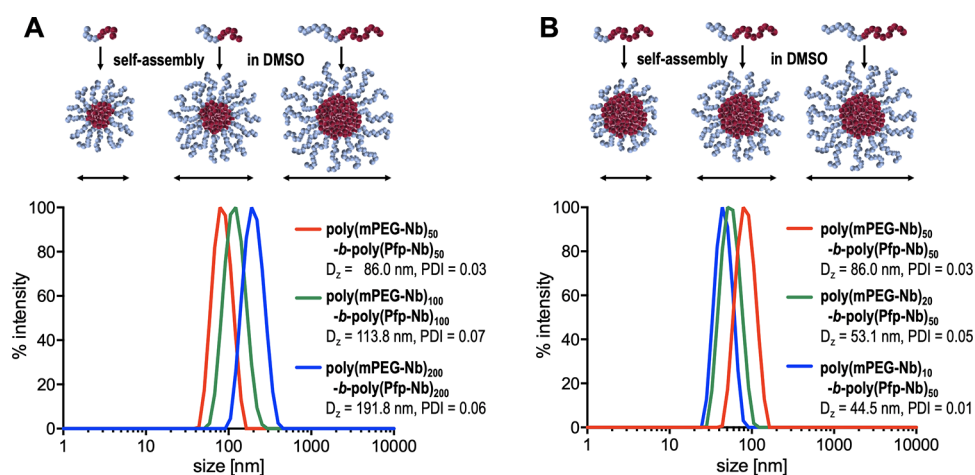 A
self-assembly in DMSO
100
80
60
40
20
0
% intensity
1 10 100 1000 10000
size [nm]
poly(mPEG-Nb)50
-b-poly(Pfp-Nb)50
Dz = 86.0 nm, PDI = 0.03
poly(mPEG-Nb)100
-b-poly(Pfp-Nb)100
Dz = 113.8 nm, PDI = 0.07
poly(mPEG-Nb)200
-b-poly(Pfp-Nb)200
Dz = 191.8 nm, PDI = 0.06
B
self-assembly in DMSO
100
80
60
40
20
0
% intensity
1 10 100 1000 10000
size [nm]
poly(mPEG-Nb)50
-b-poly(Pfp-Nb)50
Dz = 86.0 nm, PDI = 0.03
poly(mPEG-Nb)20
-b-poly(Pfp-Nb)50
Dz = 53.1 nm, PDI = 0.05
poly(mPEG-Nb)10
-b-poly(Pfp-Nb)50
Dz = 44.5 nm, PDI = 0.01